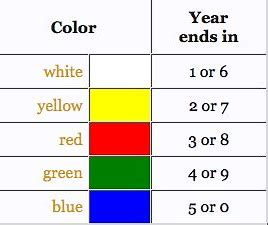 Color Year
ends in
white 1 or 6
yellow 2 or 7
red 3 or 8
green 4 or 9
blue 5 or 0